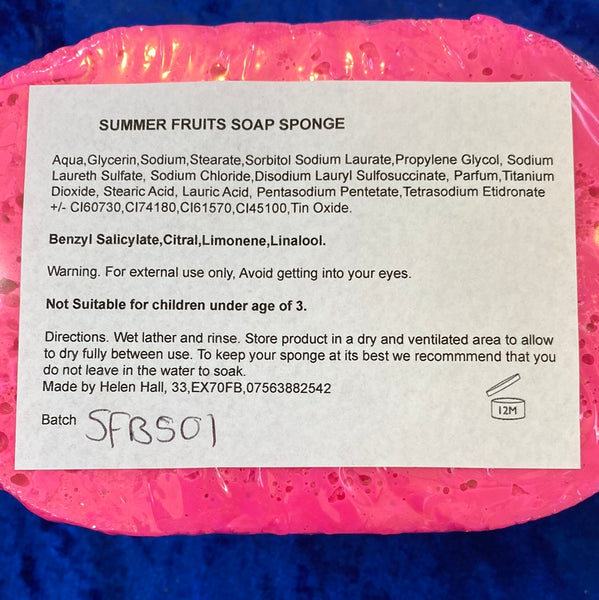 SUMMER FRUITS SOAP SPONGE
Aqua,Glycerin,Sodium,Stearate,Sorbitol Sodium Laurate,Propylene Glycol, Sodium
Laureth Sulfate, Sodium Chloride,Disodium Lauryl Sulfosuccinate, Parfum,Titanium
Dioxide, Stearic Acid, Lauric Acid, Pentasodium Pentetate,Tetrasodium Etidronate
+/- CI60730,CI74180,CI61570,CI45100,Tin Oxide.
Benzyl Salicylate,Citral,Limonene,Linalool.
Warning. For external use only, Avoid getting into your eyes.
Not Suitable for children under age of 3.
Directions. Wet lather and rinse. Store product in a dry and ventilated area to allow
to dry fully between use. To keep your sponge at its best we recommmend that you
do not leave in the water to soak.
Made by Helen Hall, 33,EX70FB,07563882542
12M
Batch SFBS01